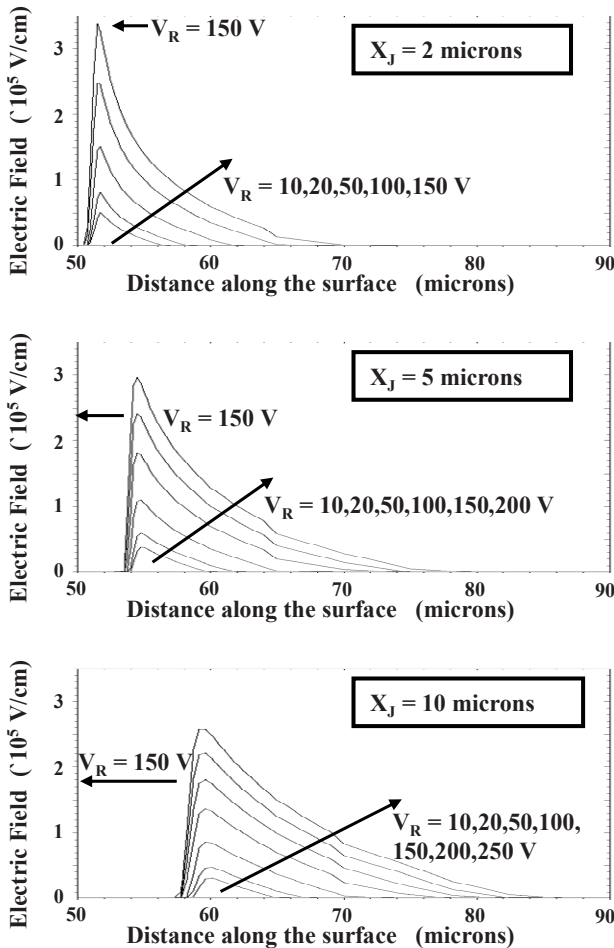 Electric Field (`10⁵ V/cm)
3
2
1
0
V_R = 150 V
X_J = 2 microns
V_R = 10,20,50,100,150 V
50 60 70 80 90
Distance along the surface (microns)
Electric Field (`10⁵ V/cm)
3
2
1
0
X_J = 5 microns
V_R = 150 V
V_R = 10,20,50,100,150,200 V
50 60 70 80 90
Distance along the surface (microns)
Electric Field (`10⁵ V/cm)
3
2
1
0
X_J = 10 microns
V_R = 150 V
V_R = 10,20,50,100,
150,200,250 V
50 60 70 80 90
Distance along the surface (microns)